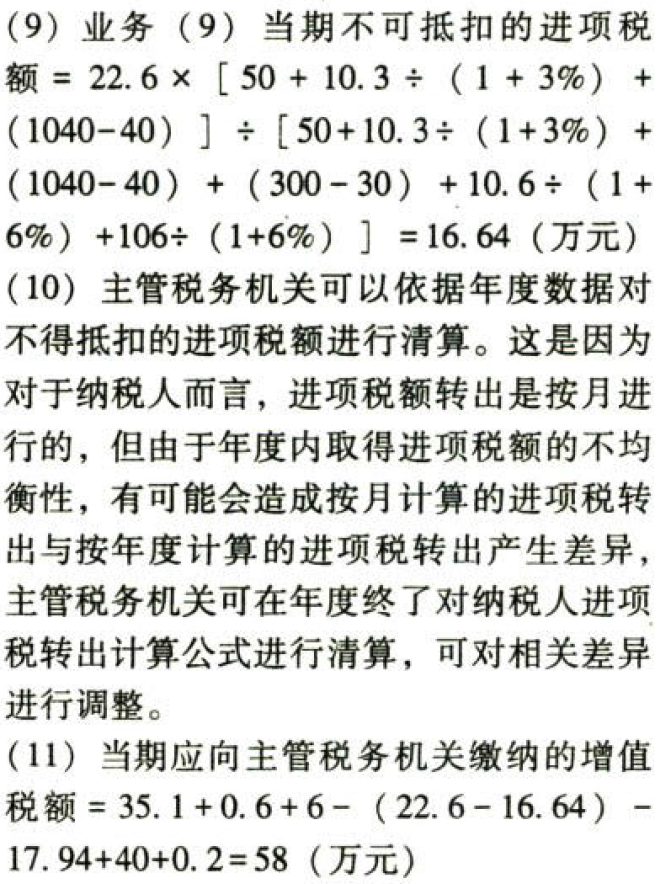 (9) 业务 (9) 当期不可抵扣的进项税
额 = 22.6 × [50 + 10.3 ÷ (1 + 3%) +
(1040-40)] ÷ [50+10.3÷ (1+3%) +
(1040-40) + (300-30) +10.6÷ (1+
6%) +106÷ (1+6%)] =16.64 (万元)
(10) 主管税务机关可以依据年度数据对
不得抵扣的进项税额进行清算。这是因为
对于纳税人而言，进项税额转出是按月进
行的，但由于年度内取得进项税额的不均
衡性，有可能会造成按月计算的进项税转
出与按年度计算的进项税转出产生差异，
主管税务机关可在年度终了对纳税人进项
税转出计算公式进行清算，可对相关差异
进行调整。
(11) 当期应向主管税务机关缴纳的增值
税额 = 35.1+0.6+6- (22.6-16.64) -
17.94+40+0.2=58 (万元)